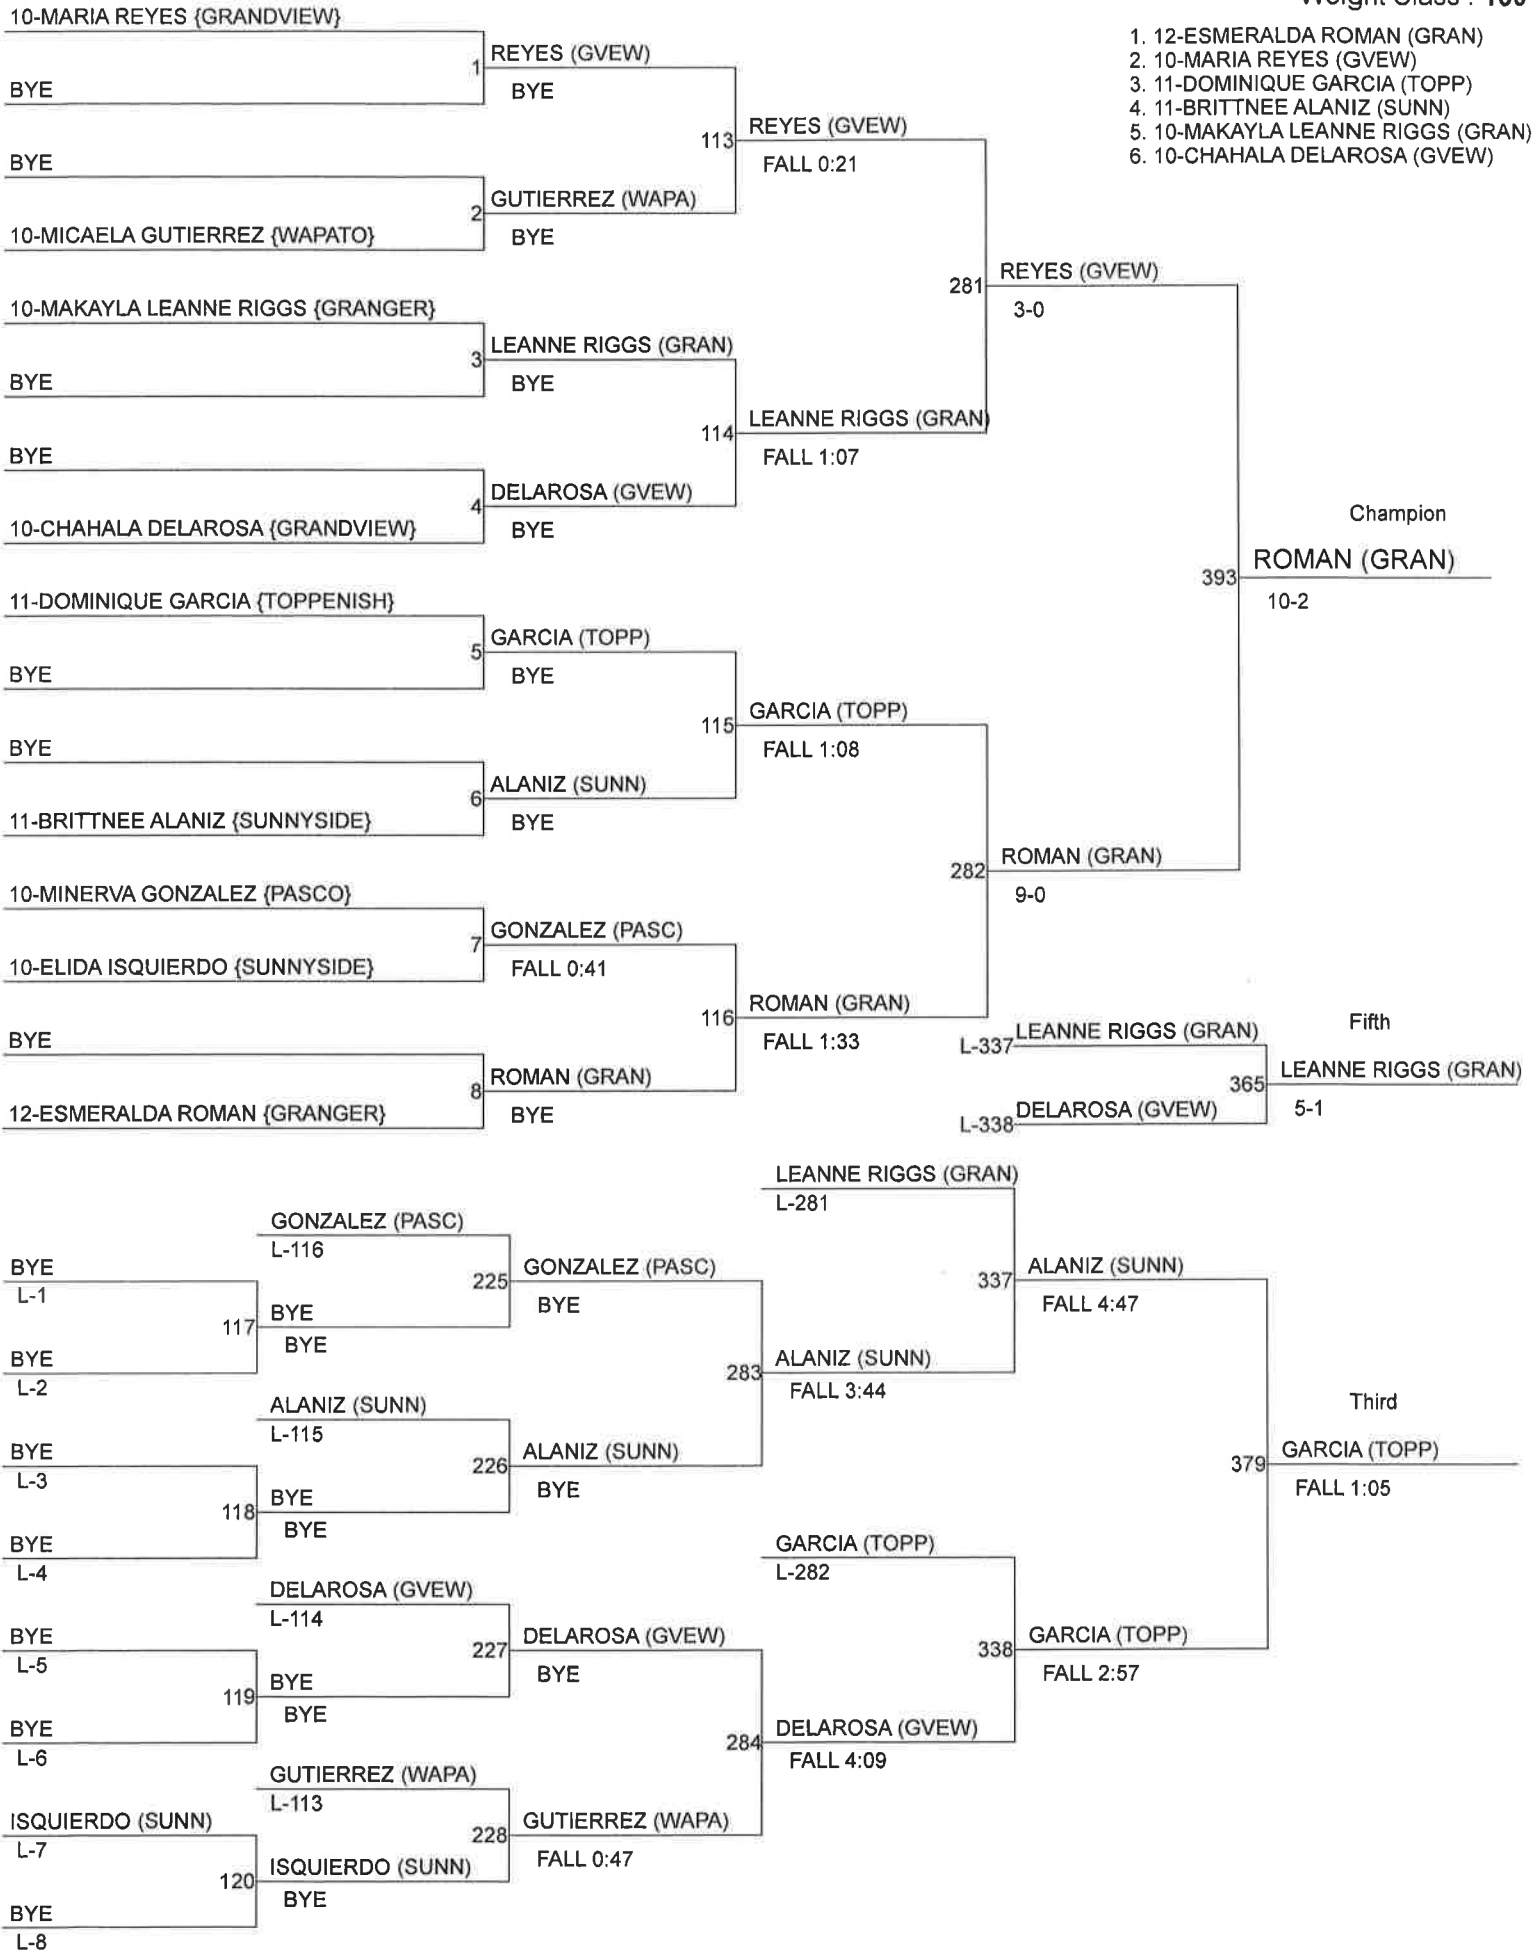 10-MARIA REYES {GRANDVIEW}
1. 12-ESMERALDA ROMAN (GRAN)
2. 10-MARIA REYES (GVEW)
3. 11-DOMINIQUE GARCIA (TOPP)
4. 11-BRITTNEE ALANIZ (SUNN)
5. 10-MAKAYLA LEANNE RIGGS (GRAN)
6. 10-CHAHALA DELAROSA (GVEW)
1 REYES (GVEW)
BYE
BYE
113 REYES (GVEW)
FALL 0:21
BYE
2 GUTIERREZ (WAPA)
BYE
10-MICAELA GUTIERREZ {WAPATO}
281 REYES (GVEW)
3-0
10-MAKAYLA LEANNE RIGGS {GRANGER}
3 LEANNE RIGGS (GRAN)
BYE
BYE
114 LEANNE RIGGS (GRAN)
FALL 1:07
BYE
4 DELAROSA (GVEW)
BYE
10-CHAHALA DELAROSA {GRANDVIEW}
Champion
393 ROMAN (GRAN)
10-2
11-DOMINIQUE GARCIA {TOPPENISH}
5 GARCIA (TOPP)
BYE
BYE
115 GARCIA (TOPP)
FALL 1:08
BYE
6 ALANIZ (SUNN)
BYE
11-BRITTNEE ALANIZ {SUNNYSIDE}
282 ROMAN (GRAN)
9-0
10-MINERVA GONZALEZ {PASCO}
7 GONZALEZ (PASC)
FALL 0:41
10-ELIDA ISQUIERDO {SUNNYSIDE}
116 ROMAN (GRAN)
FALL 1:33
BYE
8 ROMAN (GRAN)
BYE
12-ESMERALDA ROMAN {GRANGER}
Fifth
L-337 LEANNE RIGGS (GRAN)
365 LEANNE RIGGS (GRAN)
5-1
L-338 DELAROSA (GVEW)
LEANNE RIGGS (GRAN)
L-281
GONZALEZ (PASC)
L-116
BYE
L-1
225 GONZALEZ (PASC)
BYE
337 ALANIZ (SUNN)
FALL 4:47
117 BYE
BYE
BYE
L-2
283 ALANIZ (SUNN)
FALL 3:44
ALANIZ (SUNN)
L-115
Third
BYE
L-3
226 ALANIZ (SUNN)
BYE
379 GARCIA (TOPP)
FALL 1:05
118 BYE
BYE
BYE
L-4
GARCIA (TOPP)
L-282
DELAROSA (GVEW)
L-114
BYE
L-5
227 DELAROSA (GVEW)
BYE
338 GARCIA (TOPP)
FALL 2:57
119 BYE
BYE
BYE
L-6
284 DELAROSA (GVEW)
FALL 4:09
GUTIERREZ (WAPA)
L-113
ISQUIERDO (SUNN)
L-7
228 GUTIERREZ (WAPA)
FALL 0:47
120 ISQUIERDO (SUNN)
BYE
BYE
L-8